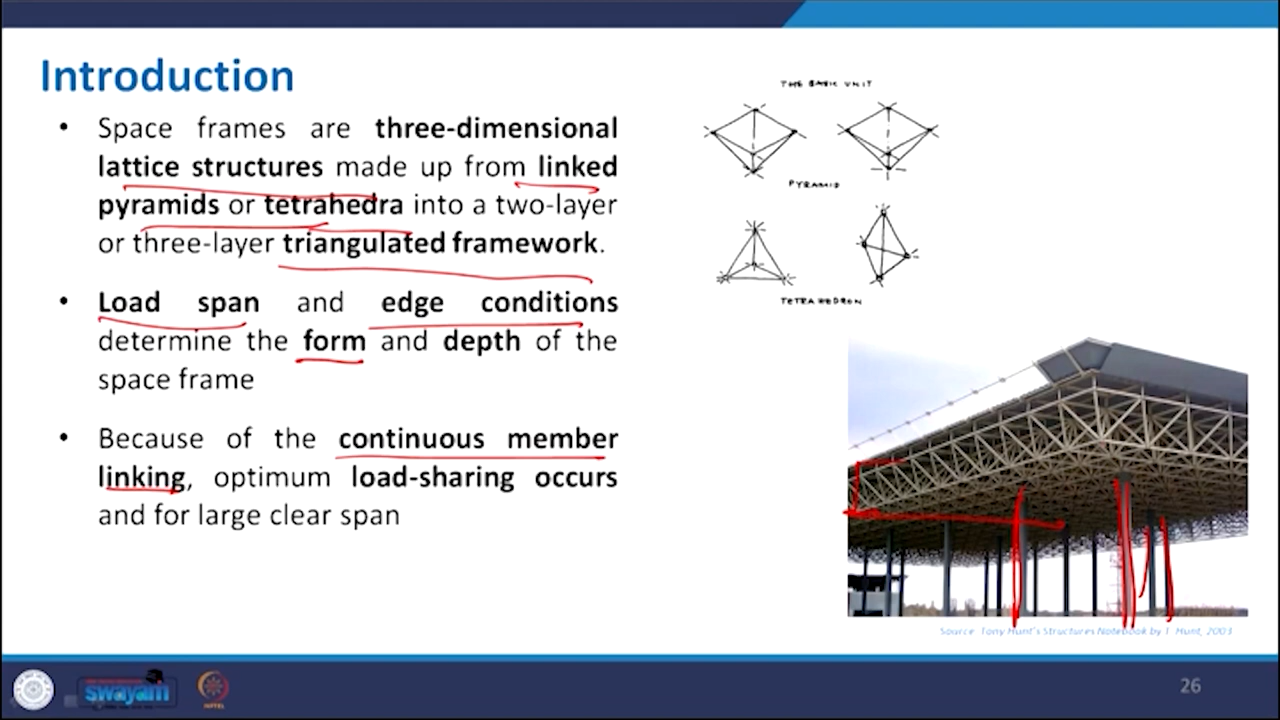 Introduction
• Space frames are three-dimensional
lattice structures made up from linked
pyramids or tetrahedra into a two-layer
or three-layer triangulated framework.
• Load span and edge conditions
determine the form and depth of the
space frame
• Because of the continuous member
linking, optimum load-sharing occurs
and for large clear span
THE BASIC UNIT
PYRAMID
TETRAHEDRON
Source: Tony Hunt's Structures Notebook by T. Hunt, 2003
swayam
NPTEL
26